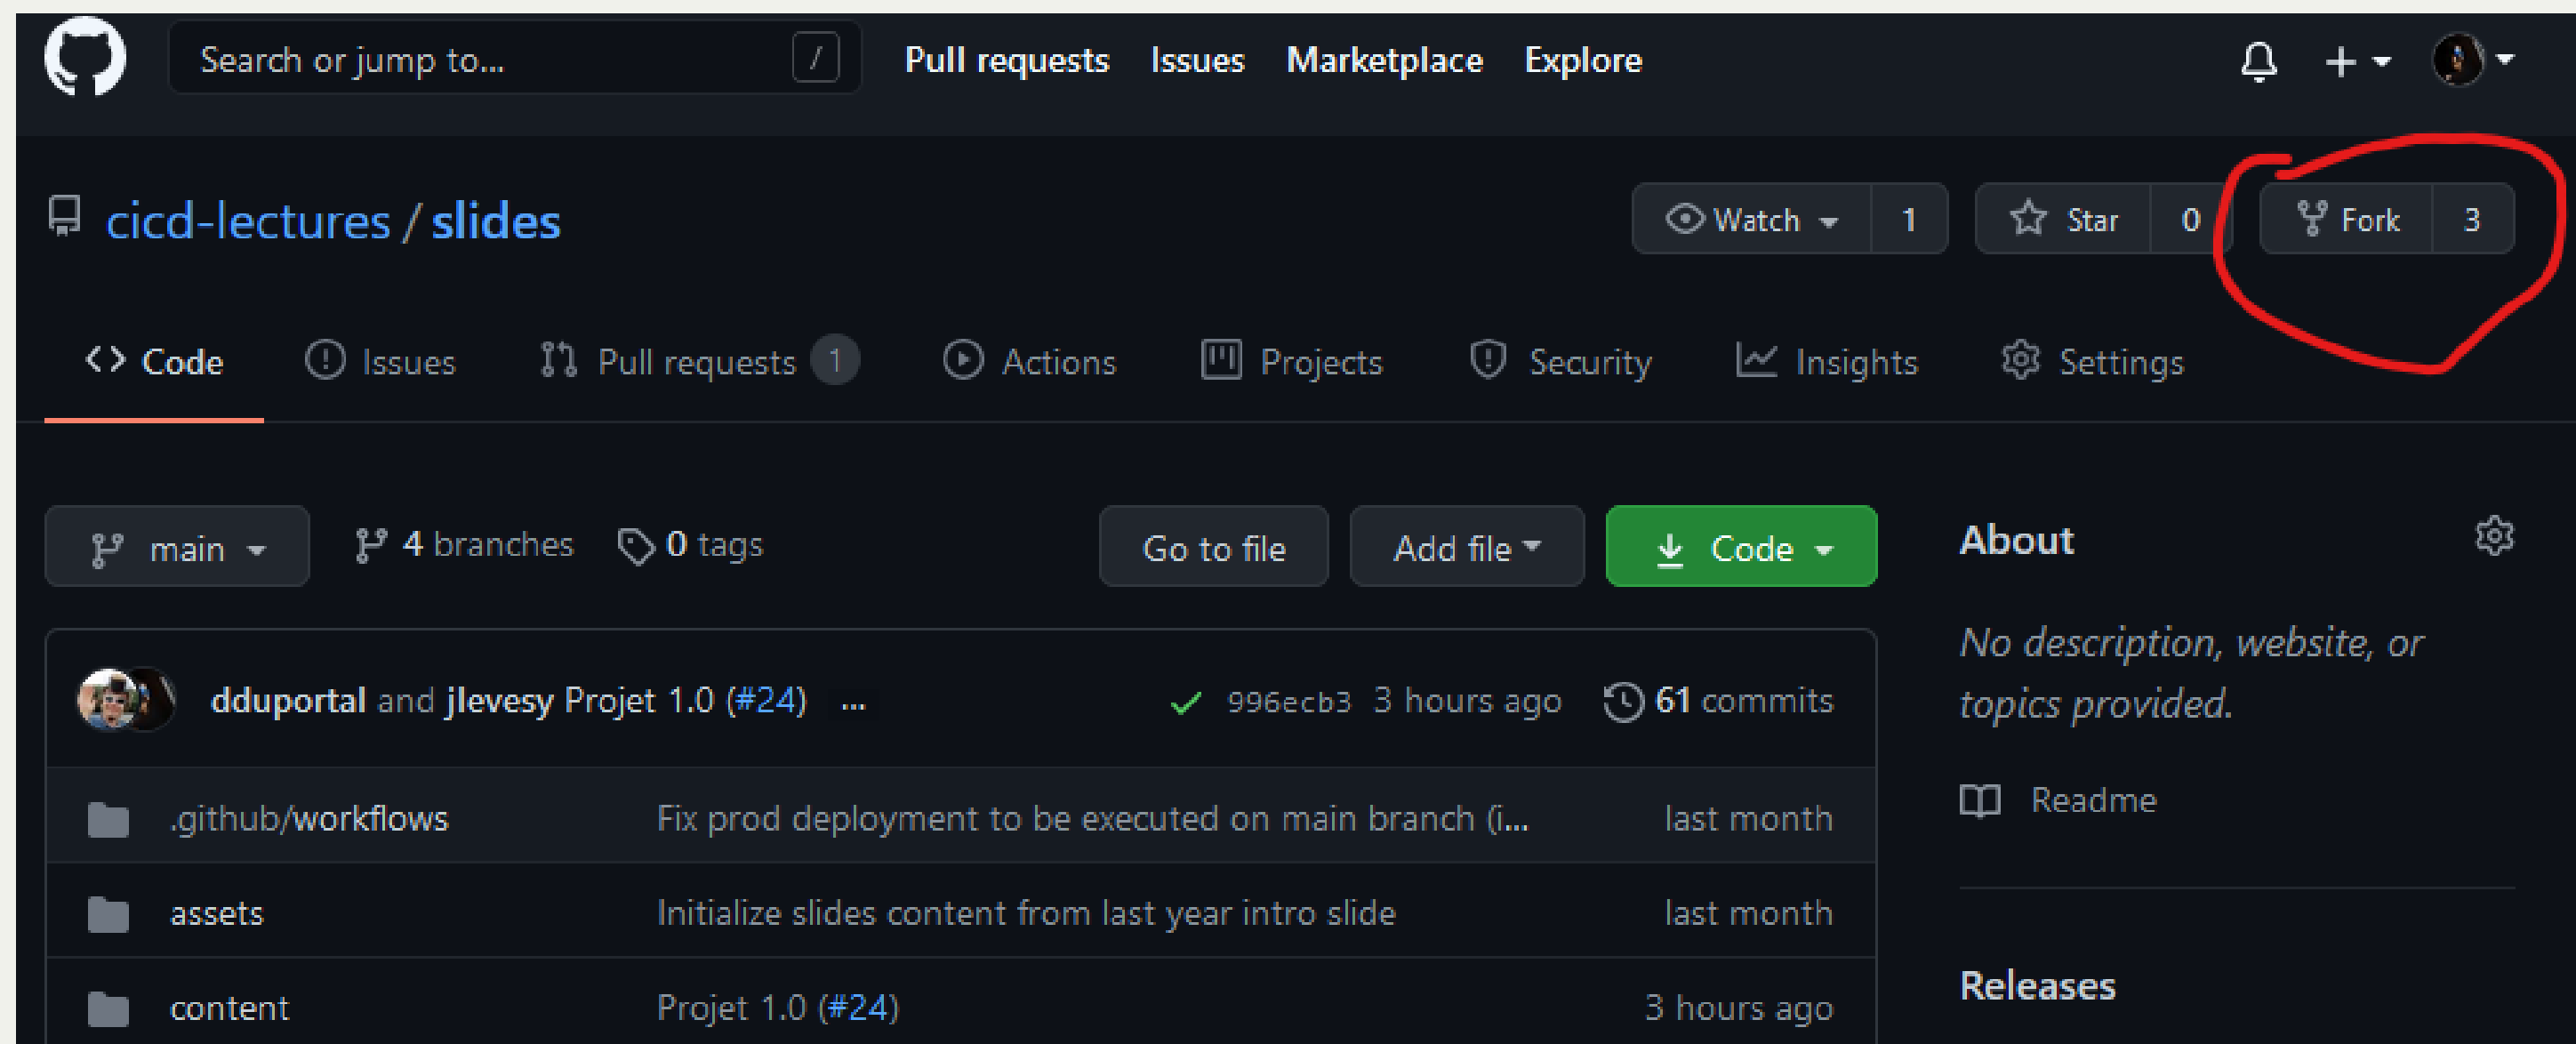 Search or jump to... / Pull requests Issues Marketplace Explore
cicd-lectures / slides Watch 1 Star 0 Fork 3
Code Issues Pull requests 1 Actions Projects Security Insights Settings
main 4 branches 0 tags Go to file Add file Code About
No description, website, or
topics provided.
dduportal and jlevesy Projet 1.0 (#24) ... 996ecb3 3 hours ago 61 commits
.github/workflows Fix prod deployment to be executed on main branch (i... last month
Readme
assets Initialize slides content from last year intro slide last month
content Projet 1.0 (#24) 3 hours ago
Releases